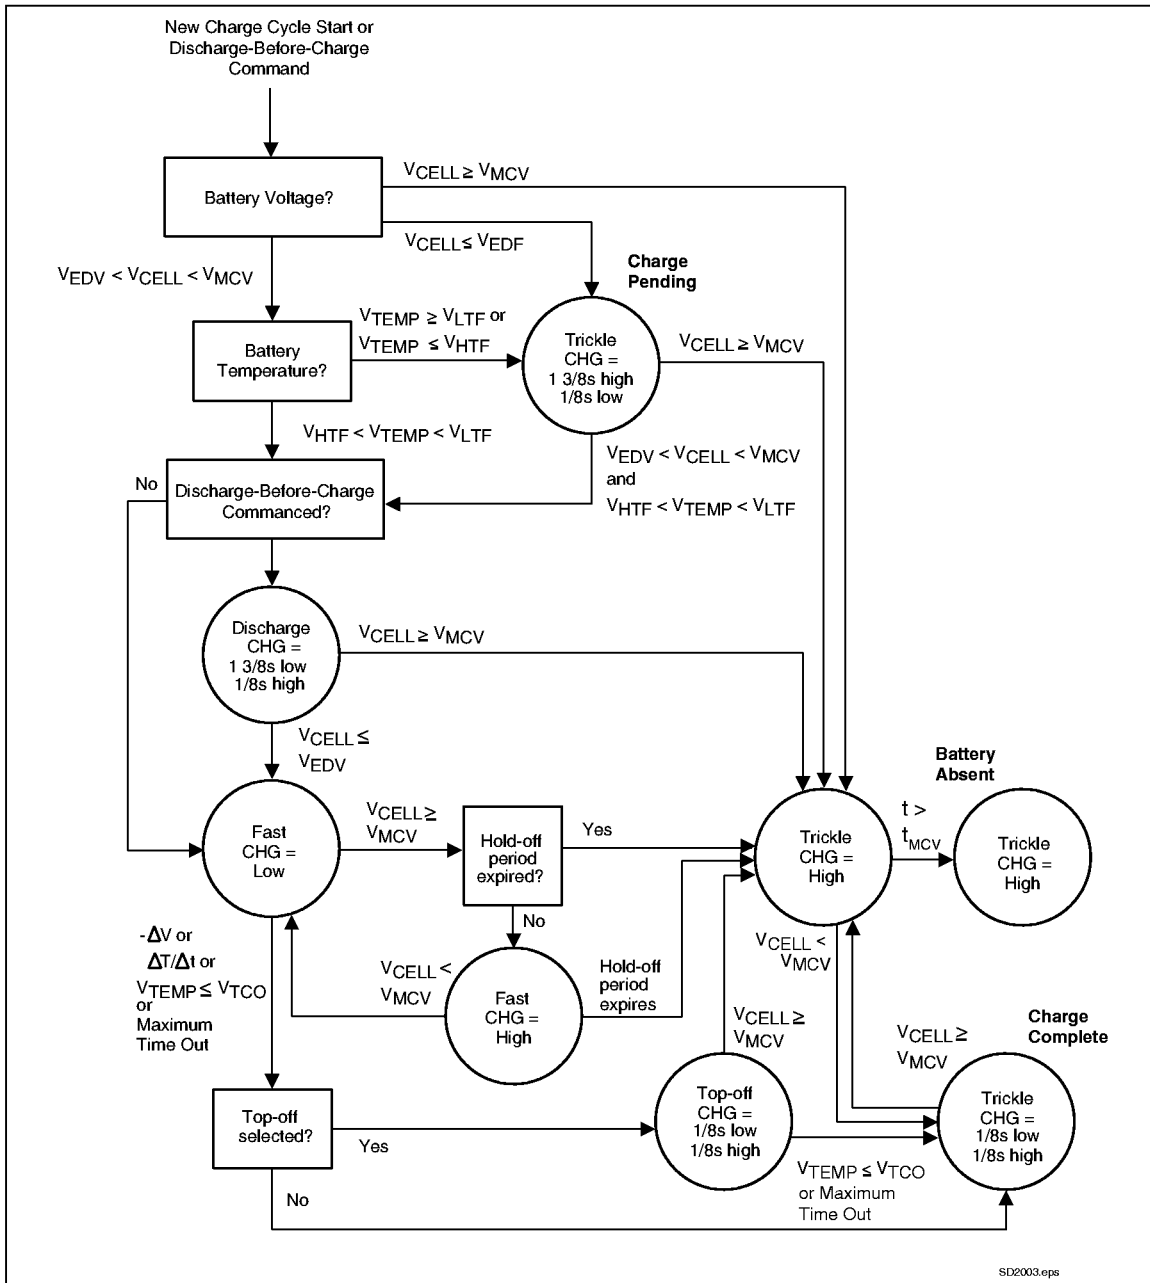 New Charge Cycle Start or
Discharge-Before-Charge
Command
VCELL ≥ VMCV
Battery Voltage?
VCELL ≤ VEDF
VEDV < VCELL < VMCV
Charge
Pending
VTEMP ≥ VLTF or
VTEMP ≤ VHTF
Battery
Temperature?
Trickle
CHG =
1 3/8s high
1/8s low
VCELL ≥ VMCV
VHTF < VTEMP < VLTF
VEDV < VCELL < VMCV
and
VHTF < VTEMP < VLTF
No
Discharge-Before-Charge
Commanced?
Discharge
CHG =
1 3/8s low
1/8s high
VCELL ≥ VMCV
VCELL ≤
VEDV
Battery
Absent
Fast
CHG =
Low
VCELL ≥
VMCV
Hold-off
period
expired?
Yes
Trickle
CHG =
High
t >
tMCV
Trickle
CHG =
High
No
-ΔV or
ΔT/Δt or
VTEMP ≤ VTCO
or
Maximum
Time Out
VCELL <
VMCV
Fast
CHG =
High
Hold-off
period
expires
VCELL <
VMCV
VCELL ≥
VMCV
VCELL ≥
VMCV
Charge
Complete
Top-off
selected?
Yes
Top-off
CHG =
1/8s low
1/8s high
Trickle
CHG =
1/8s low
1/8s high
VTEMP ≤ VTCO
or Maximum
Time Out
No
SD2003.eps